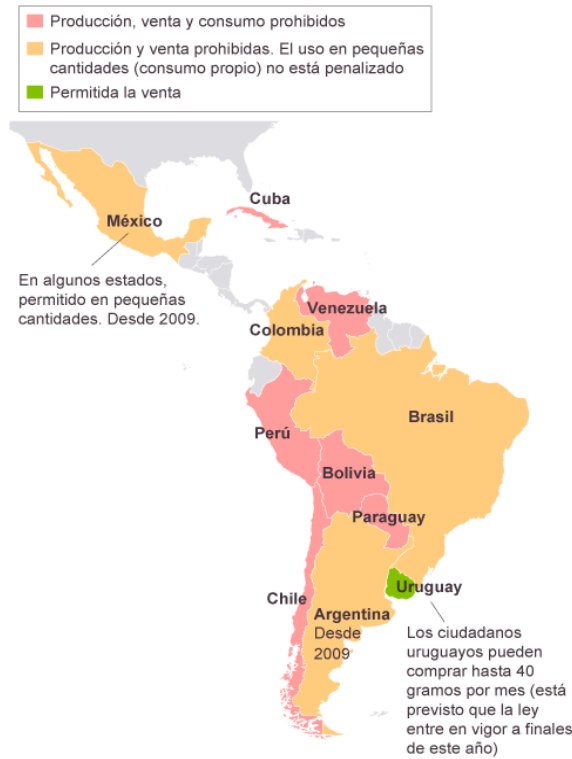 Producción, venta y consumo prohibidos
Producción y venta prohibidas. El uso en pequeñas
cantidades (consumo propio) no está penalizado
Permitida la venta
Cuba
México
En algunos estados,
permitido en pequeñas
cantidades. Desde 2009.
Venezuela
Colombia
Brasil
Perú
Bolivia
Paraguay
Uruguay
Chile
Argentina
Desde
2009
Los ciudadanos
uruguayos pueden
comprar hasta 40
gramos por mes (está
previsto que la ley
entre en vigor a finales
de este año)